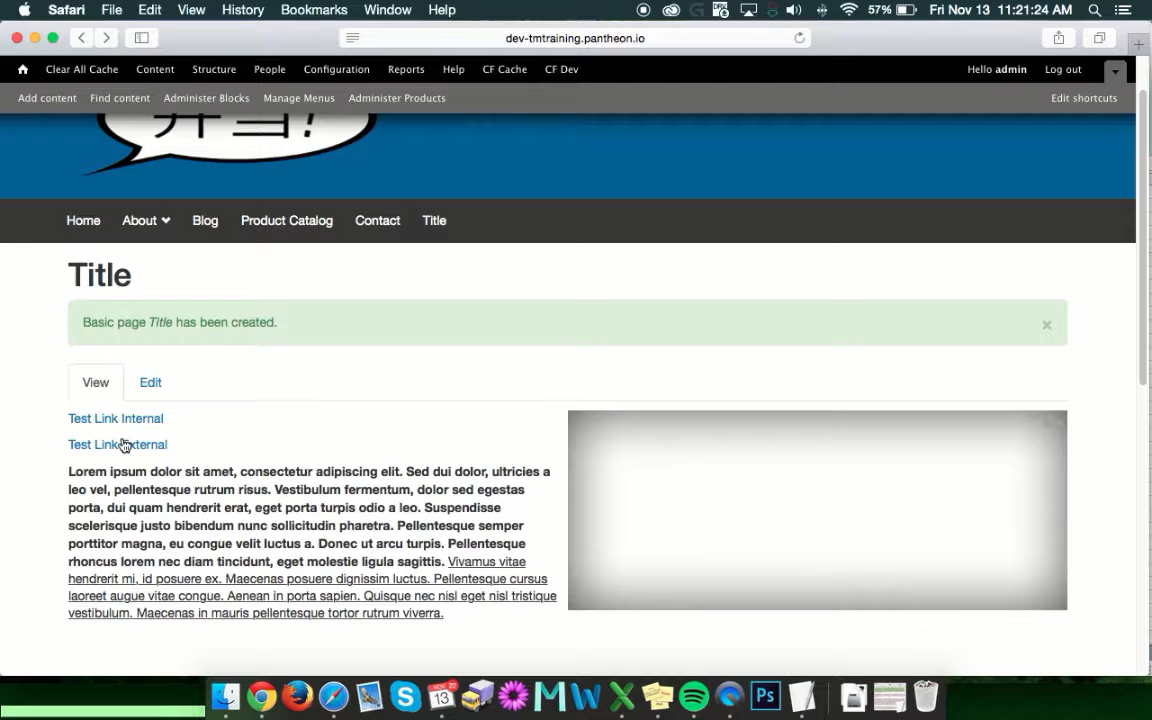 Safari File Edit View History Bookmarks Window Help 57% Fri Nov 13 11:21:24 AM
dev-tmtraining.pantheon.io
Clear All Cache Content Structure People Configuration Reports Help CF Cache CF Dev Hello admin Log out
Add content Find content Administer Blocks Manage Menus Administer Products Edit shortcuts
弁当!
Home About Blog Product Catalog Contact Title
Title
Basic page Title has been created. ×
View Edit
Test Link Internal
Test Link External
Lorem ipsum dolor sit amet, consectetur adipiscing elit. Sed dui dolor, ultricies a
leo vel, pellentesque rutrum risus. Vestibulum fermentum, dolor sed egestas
porta, dui quam hendrerit erat, eget porta turpis odio a leo. Suspendisse
scelerisque justo bibendum nunc sollicitudin pharetra. Pellentesque semper
porttitor magna, eu congue velit luctus a. Donec ut arcu turpis. Pellentesque
rhoncus lorem nec diam tincidunt, eget molestie ligula sagittis. Vivamus vitae
hendrerit mi, id posuere ex. Maecenas posuere dignissim luctus. Pellentesque cursus
laoreet augue vitae congue. Aenean in porta sapien. Quisque nec nisl eget nisl tristique
vestibulum. Maecenas in mauris pellentesque tortor rutrum viverra.
NOV 13 22 Ps